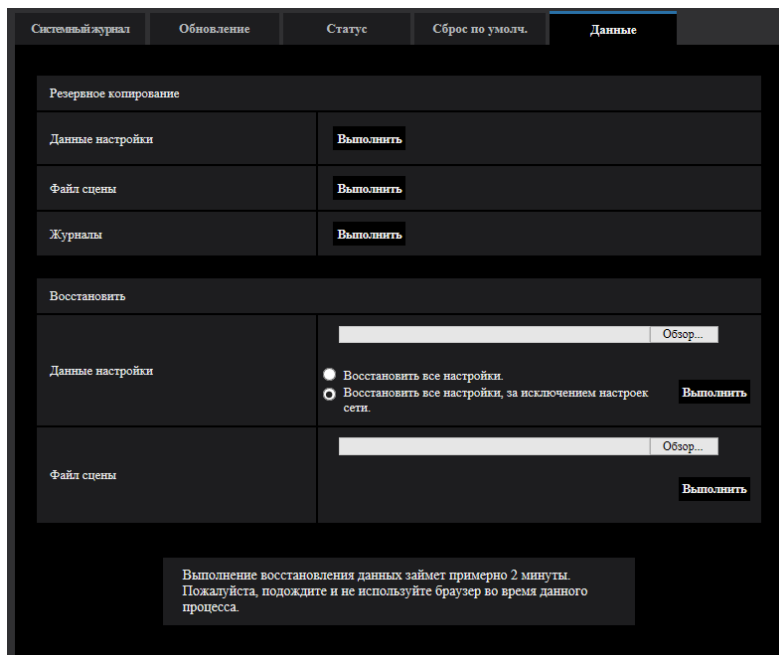 Системный журнал
Обновление
Статус
Сброс по умолч.
Данные
Резервное копирование
Данные настройки
Выполнить
Файл сцены
Выполнить
Журналы
Выполнить
Восстановить
Обзор...
Данные настройки
Восстановить все настройки.
Восстановить все настройки, за исключением настроек
сети.
Выполнить
Обзор...
Файл сцены
Выполнить
Выполнение восстановления данных займет примерно 2 минуты.
Пожалуйста, подождите и не используйте браузер во время данного
процесса.